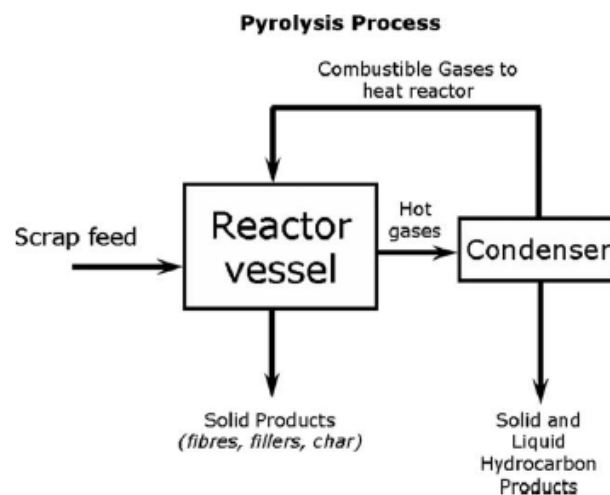 Pyrolysis Process
Combustible Gases to
heat reactor
Scrap feed
Reactor
vessel
Hot
gases
Condenser
Solid Products
(fibres, fillers, char)
Solid and
Liquid
Hydrocarbon
Products